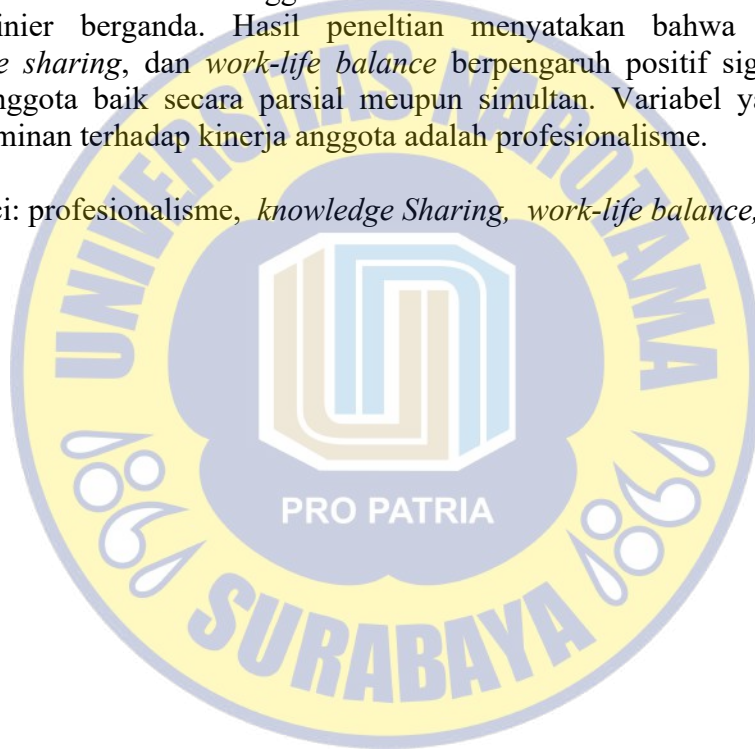 inier berganda. Hasil peneltian menyatakan bahwa
e sharing, dan work-life balance berpengaruh positif sig
nggota baik secara parsial meupun simultan. Variabel ya
minan terhadap kinerja anggota adalah profesionalisme.
ci: profesionalisme, knowledge Sharing, work-life balance,
UNIVERSITAS NAROTAMA
PRO PATRIA
SURABAYA